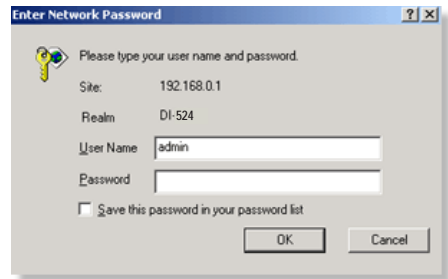 Enter Network Password
Please type your user name and password.
Site: 192.168.0.1
Realm DI-524
User Name admin
Password
Save this password in your password list
OK Cancel